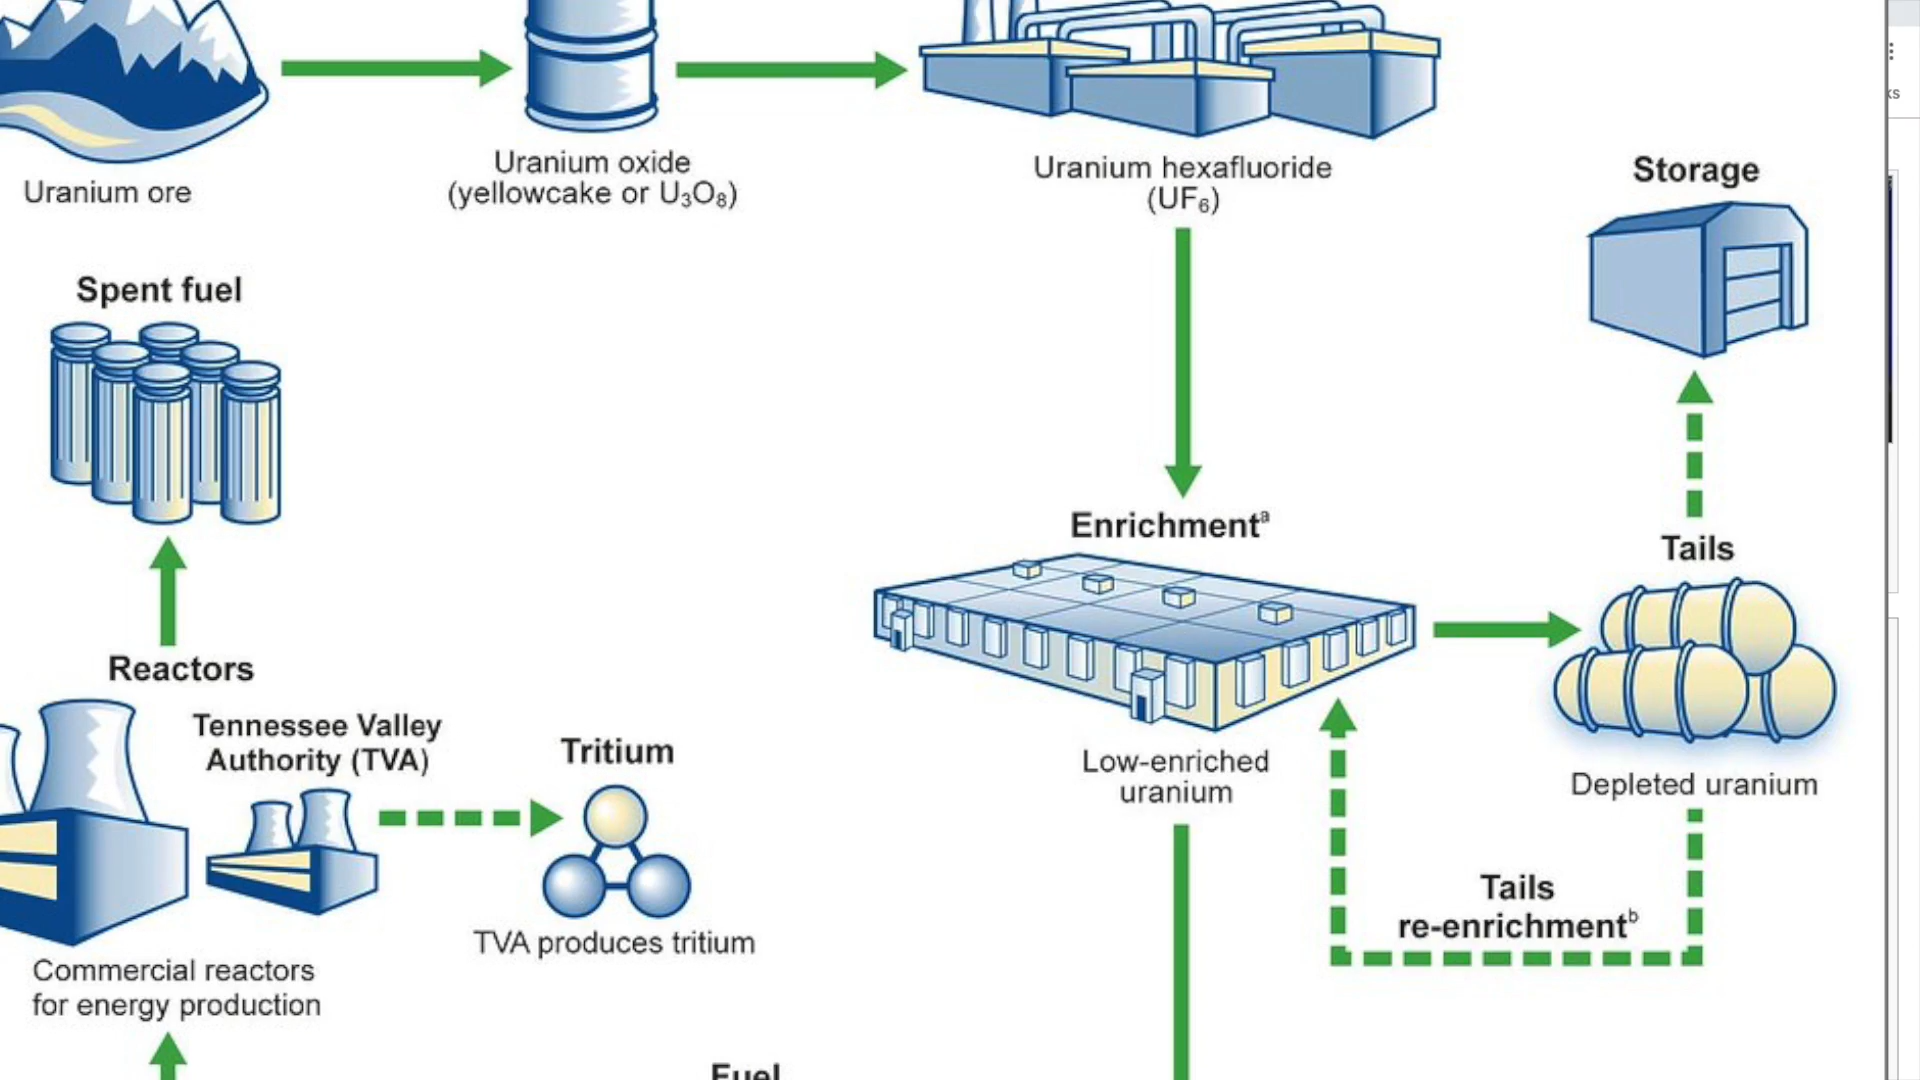 Uranium ore
Uranium oxide
(yellowcake or U₃O₈)
Uranium hexafluoride
(UF₆)
Storage
Spent fuel
Enrichmentᵃ
Tails
Reactors
Tennessee Valley
Authority (TVA)
Tritium
Low-enriched
uranium
Depleted uranium
Tails
re-enrichmentᵇ
TVA produces tritium
Commercial reactors
for energy production
Fuel